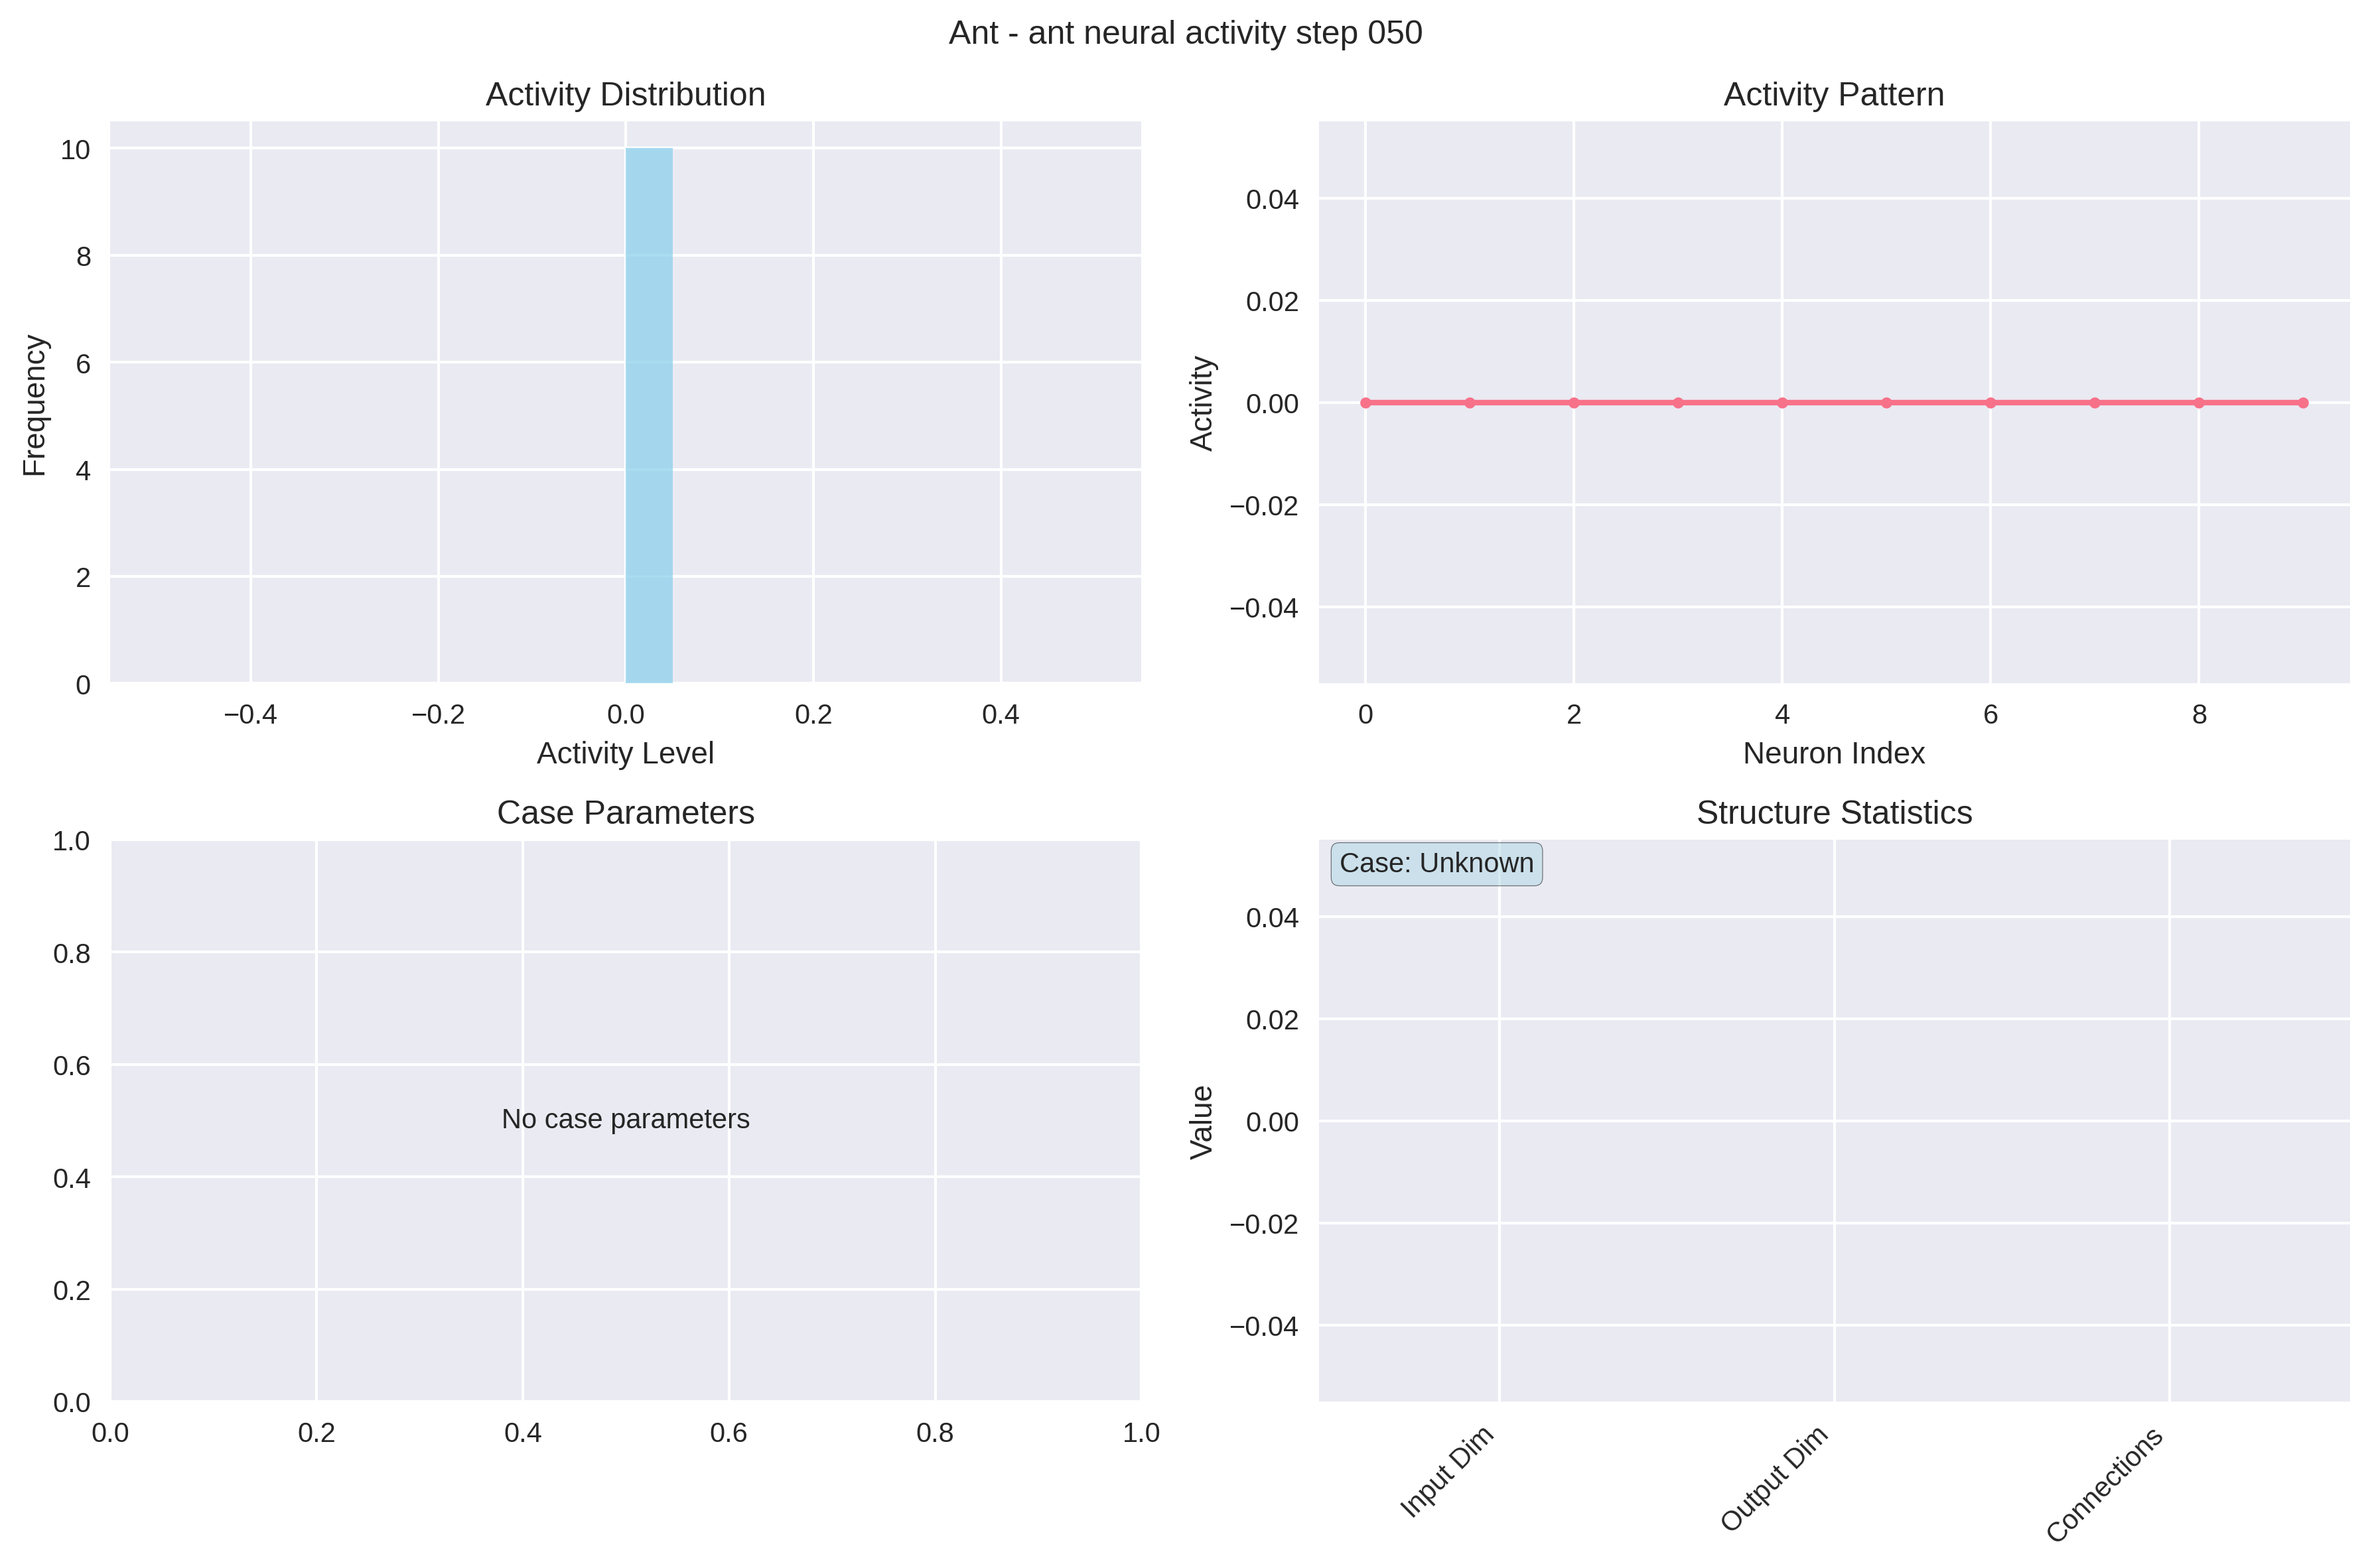 Ant - ant neural activity step 050
Activity Distribution
10
8
6
4
2
0
Frequency
−0.4 −0.2 0.0 0.2 0.4
Activity Level
Activity Pattern
0.04
0.02
0.00
−0.02
−0.04
Activity
0 2 4 6 8
Neuron Index
Case Parameters
1.0
0.8
0.6
0.4
0.2
0.0
No case parameters
0.0 0.2 0.4 0.6 0.8 1.0
Structure Statistics
Case: Unknown
0.04
0.02
0.00
−0.02
−0.04
Value
Input Dim
Output Dim
Connections